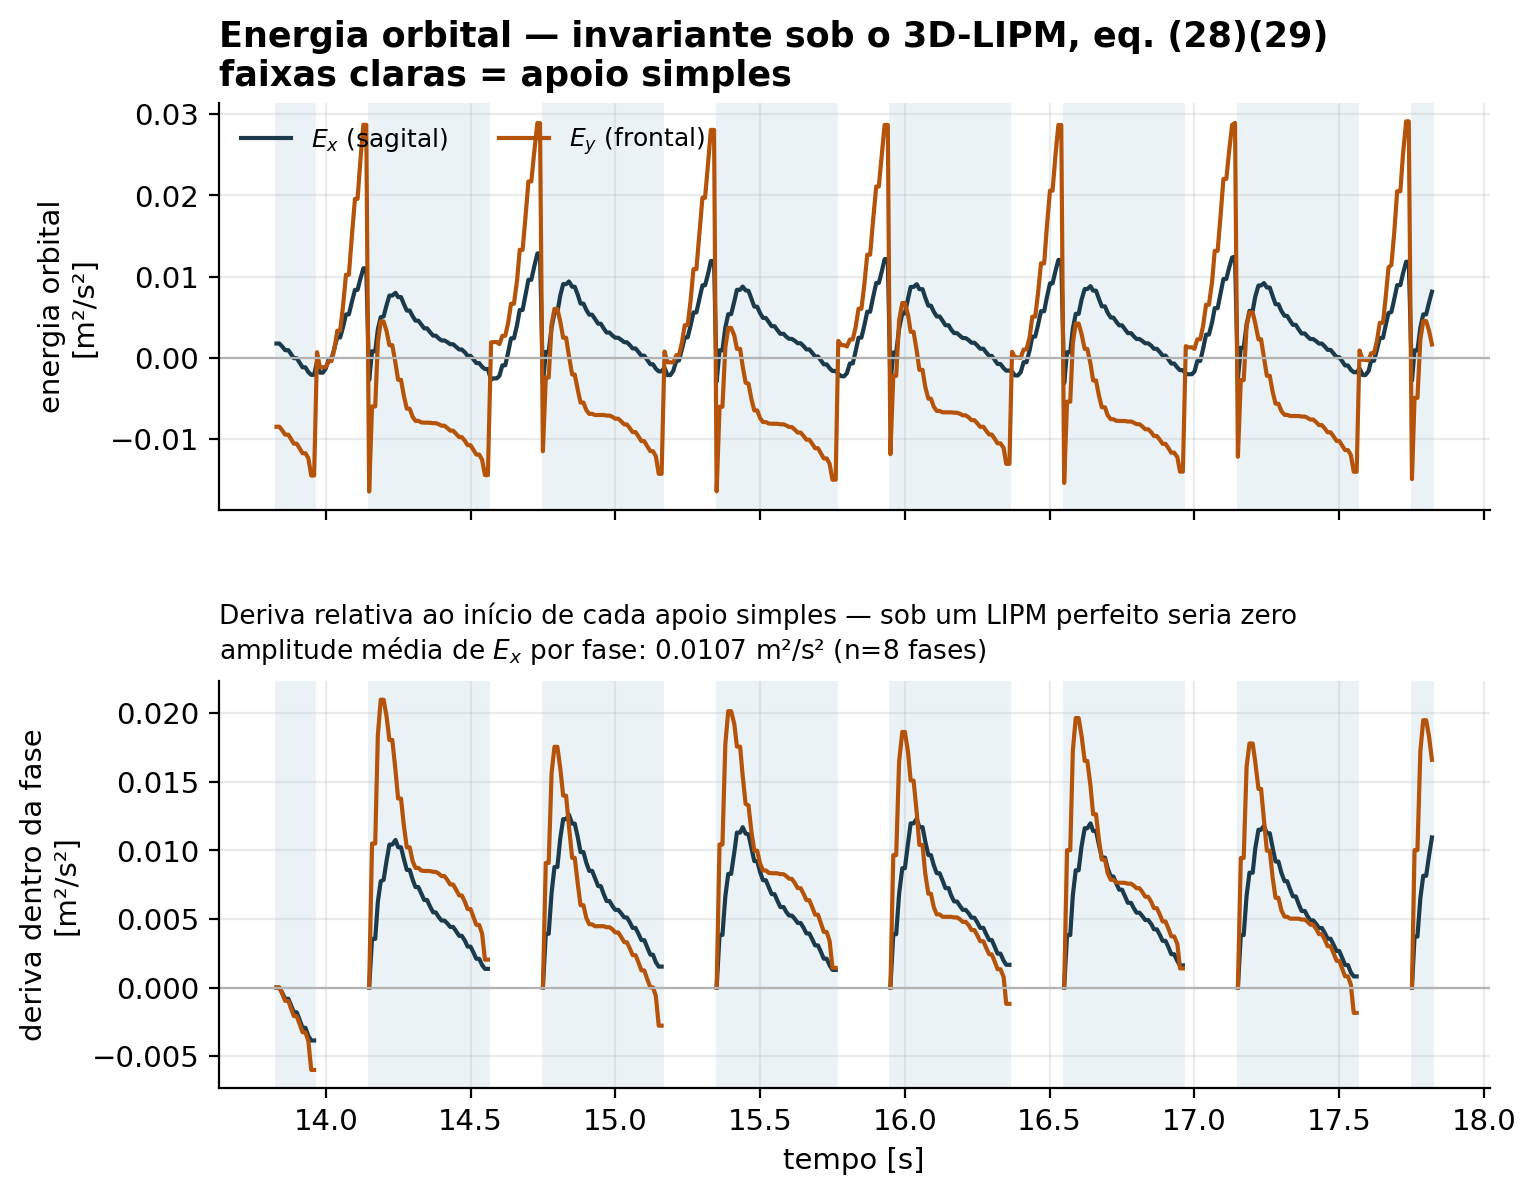 Energia orbital — invariante sob o 3D-LIPM, eq. (28)(29)
faixas claras = apoio simples
energia orbital
[m²/s²]
0.03
0.02
0.01
0.00
−0.01
Eₓ (sagital)
E_y (frontal)
Deriva relativa ao início de cada apoio simples — sob um LIPM perfeito seria zero
amplitude média de Eₓ por fase: 0.0107 m²/s² (n=8 fases)
deriva dentro da fase
[m²/s²]
0.020
0.015
0.010
0.005
0.000
−0.005
14.0 14.5 15.0 15.5 16.0 16.5 17.0 17.5 18.0
tempo [s]